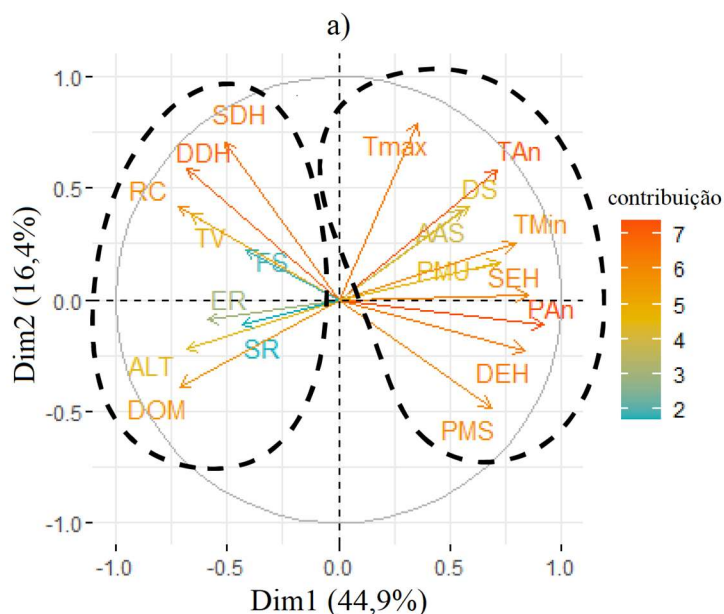 a)
1.0
0.5
0.0
-0.5
-1.0
Dim2 (16,4%)
SDH
DDH
RC
TV
FS
ER
SR
ALT
DOM
Tmax
TAn
DS
AAS
TMin
PMU
SEH
PAn
DEH
PMS
-1.0 -0.5 0.0 0.5 1.0
Dim1 (44,9%)
contribuição
7
6
5
4
3
2